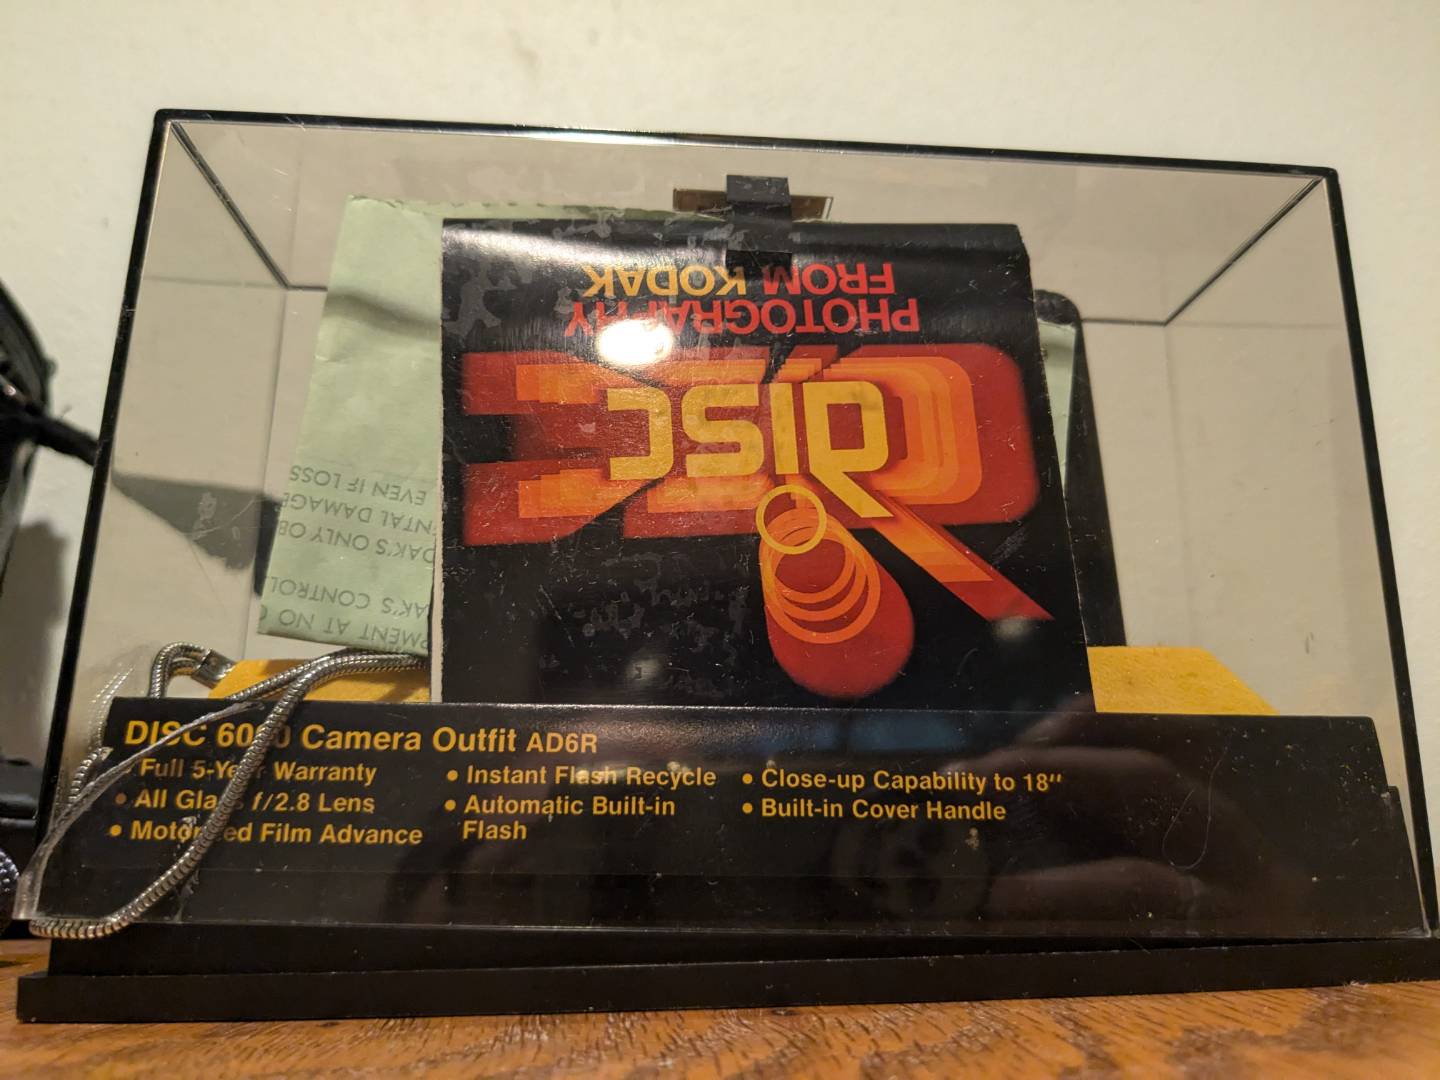 disc
PHOTOGRAPHY
FROM KODAK
PMENT AT NO C
AK'S CONTROL
DAK'S ONLY OB
NTAL DAMAGE
EVEN IF LOSS
DISC 6000 Camera Outfit AD6R
Full 5-Year Warranty
• All Glass f/2.8 Lens
• Motorized Film Advance
• Instant Flash Recycle
• Automatic Built-in
Flash
• Close-up Capability to 18"
• Built-in Cover Handle